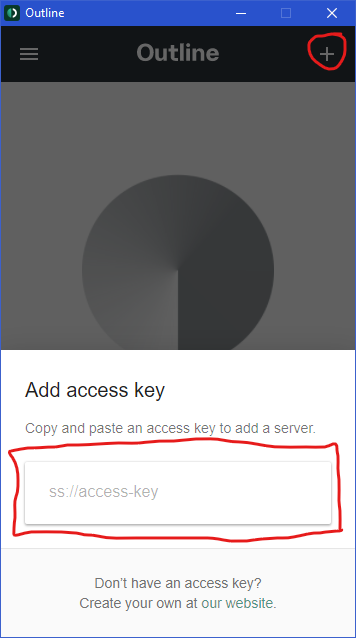 Outline
Outline
Add access key
Copy and paste an access key to add a server.
ss://access-key
Don't have an access key?
Create your own at our website.